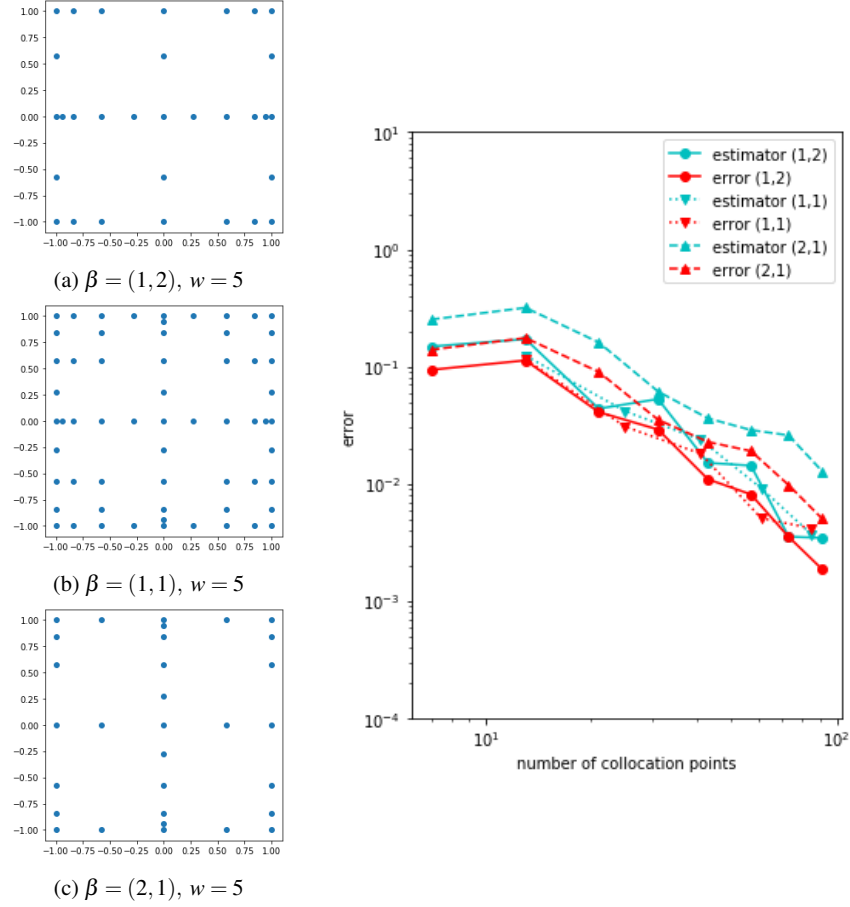 1.00
0.75
0.50
0.25
0.00
−0.25
−0.50
−0.75
−1.00
−1.00 −0.75 −0.50 −0.25 0.00 0.25 0.50 0.75 1.00
(a) β = (1,2), w = 5
1.00
0.75
0.50
0.25
0.00
−0.25
−0.50
−0.75
−1.00
−1.00 −0.75 −0.50 −0.25 0.00 0.25 0.50 0.75 1.00
(b) β = (1,1), w = 5
1.00
0.75
0.50
0.25
0.00
−0.25
−0.50
−0.75
−1.00
−1.00 −0.75 −0.50 −0.25 0.00 0.25 0.50 0.75 1.00
(c) β = (2,1), w = 5
10¹
10⁰
10⁻¹
10⁻²
10⁻³
10⁻⁴
error
estimator (1,2)
error (1,2)
estimator (1,1)
error (1,1)
estimator (2,1)
error (2,1)
10¹ 10²
number of collocation points